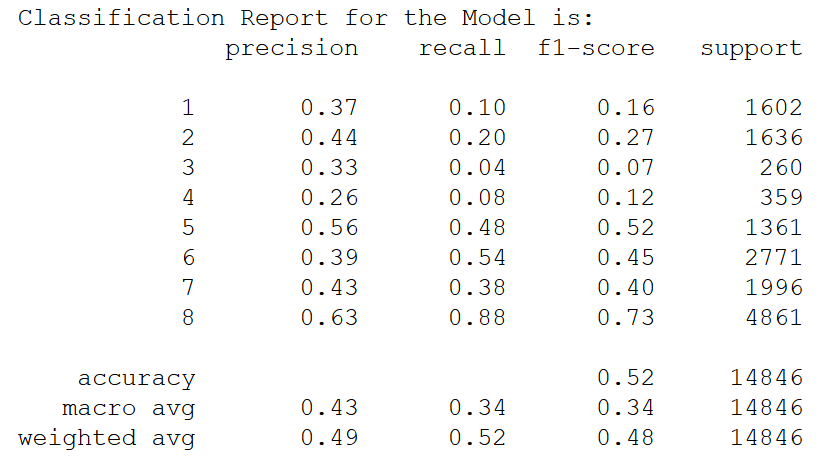 Classification Report for the Model is:
precision recall f1-score support
1 0.37 0.10 0.16 1602
2 0.44 0.20 0.27 1636
3 0.33 0.04 0.07 260
4 0.26 0.08 0.12 359
5 0.56 0.48 0.52 1361
6 0.39 0.54 0.45 2771
7 0.43 0.38 0.40 1996
8 0.63 0.88 0.73 4861
accuracy 0.52 14846
macro avg 0.43 0.34 0.34 14846
weighted avg 0.49 0.52 0.48 14846